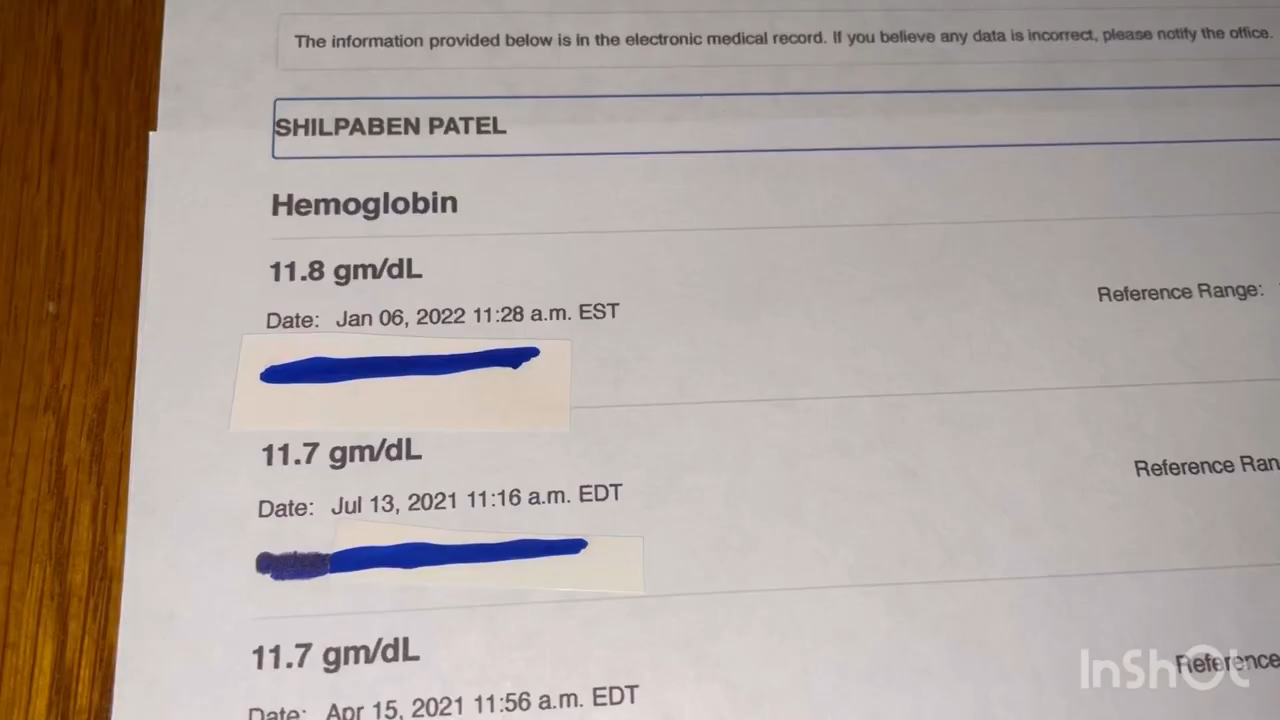 The information provided below is in the electronic medical record. If you believe any data is incorrect, please notify the office.
SHILPABEN PATEL
Hemoglobin
11.8 gm/dL
Date: Jan 06, 2022 11:28 a.m. EST
Reference Range:
11.7 gm/dL
Date: Jul 13, 2021 11:16 a.m. EDT
Reference Ran
11.7 gm/dL
Date: Apr 15, 2021 11:56 a.m. EDT
Reference
InShOt